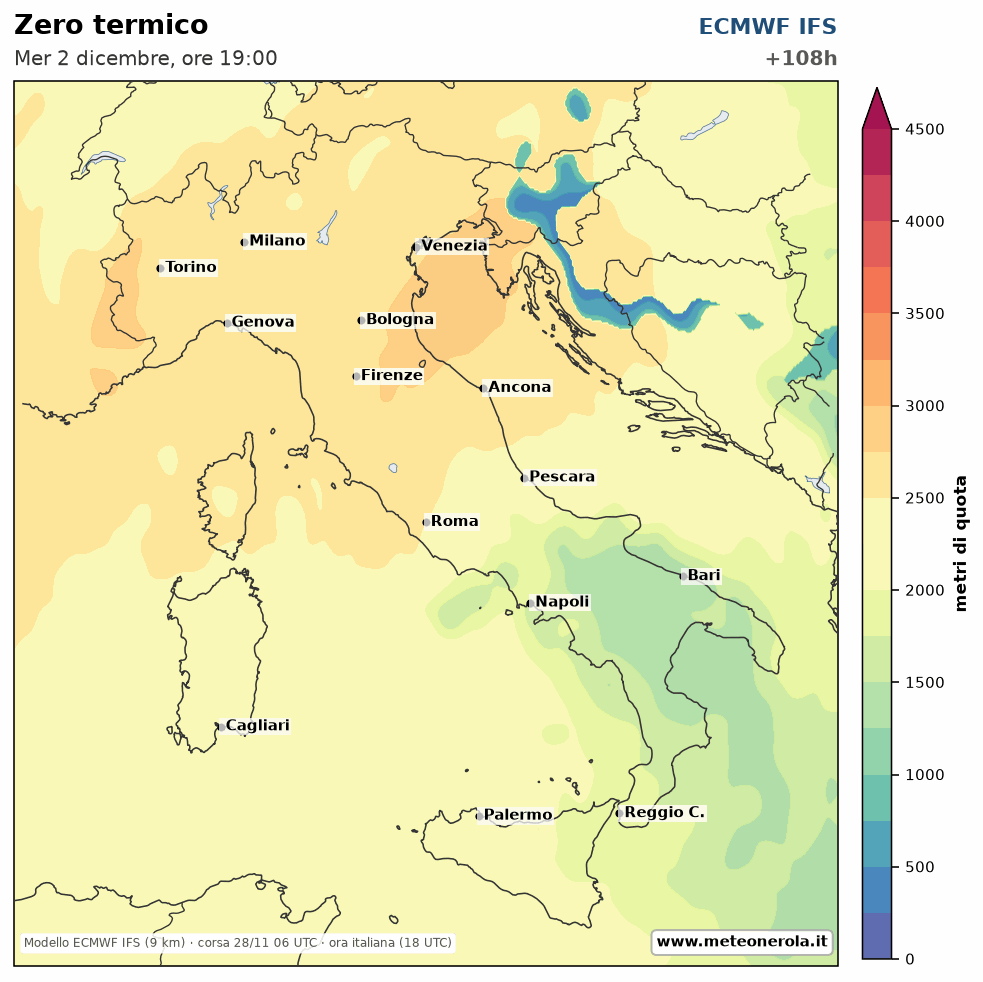 Zero termico
ECMWF IFS
Mer 2 dicembre, ore 19:00
+108h
Milano
Venezia
Torino
Genova
Bologna
Firenze
Ancona
Pescara
Roma
Bari
Napoli
Cagliari
Palermo
Reggio C.
4500
4000
3500
3000
2500
2000
1500
1000
500
0
metri di quota
Modello ECMWF IFS (9 km) · corsa 28/11 06 UTC · ora italiana (18 UTC)
www.meteonerola.it